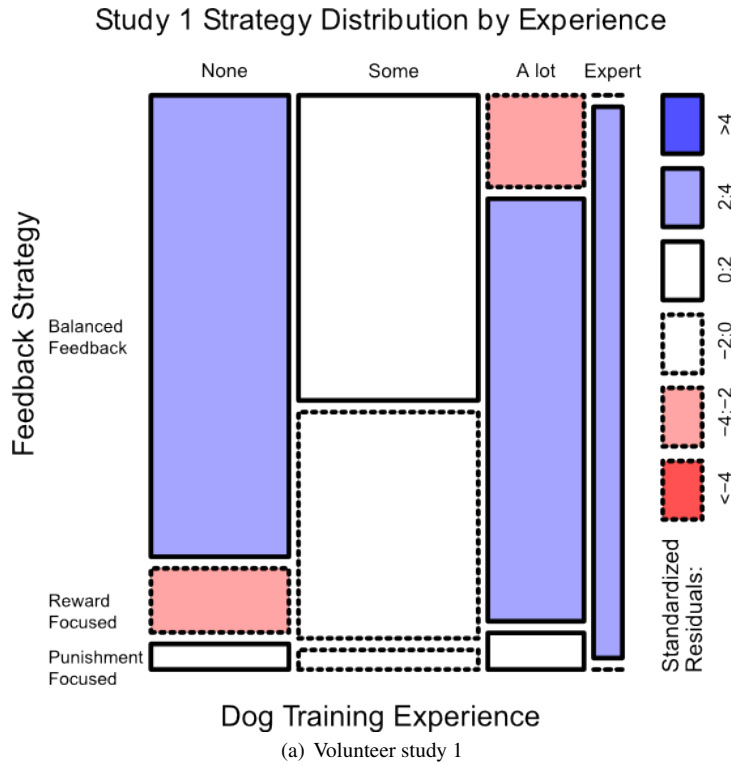 Study 1 Strategy Distribution by Experience
None Some A lot Expert
Feedback Strategy
Balanced
Feedback
Reward
Focused
Punishment
Focused
>4
2:4
0:2
−2:0
−4:−2
<−4
Standardized
Residuals:
Dog Training Experience
(a) Volunteer study 1